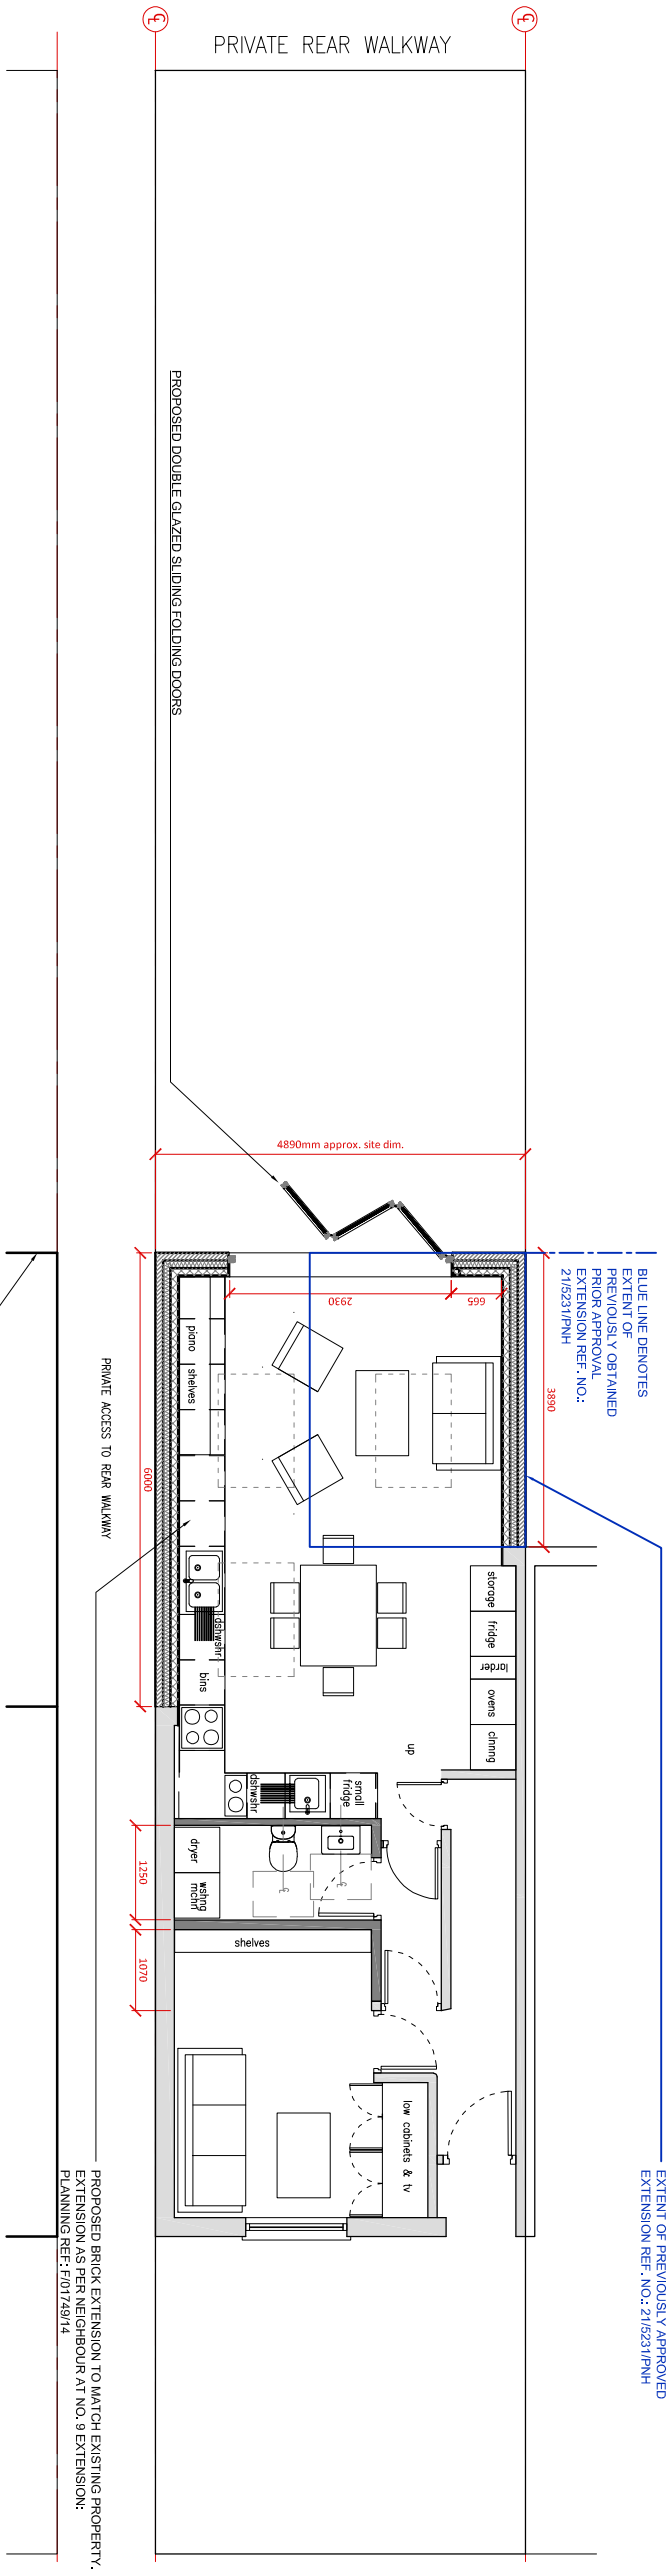 PRIVATE REAR WALKWAY
PROPOSED DOUBLE GLAZED SLIDING FOLDING DOORS
4890mm approx. site dim.
BLUE LINE DENOTES
EXTENT OF
PREVIOUSLY OBTAINED
PRIOR APPROVAL
EXTENSION REF. NO.:
21/5231/PNH
3890
2930
665
6000
piano
shelves
PRIVATE ACCESS TO REAR WALKWAY
dshwshr
bins
storage
fridge
larder
ovens
clnnng
up
dshwshr
small
fridge
dryer
wshng
mchn
1250
1070
shelves
low cabinets & tv
EXTENT OF PREVIOUSLY APPROVED
EXTENSION REF. NO.: 21/5231/PNH
PROPOSED BRICK EXTENSION TO MATCH EXISTING PROPERTY.
EXTENSION AS PER NEIGHBOUR AT NO. 9 EXTENSION:
PLANNING REF: F/01749/14